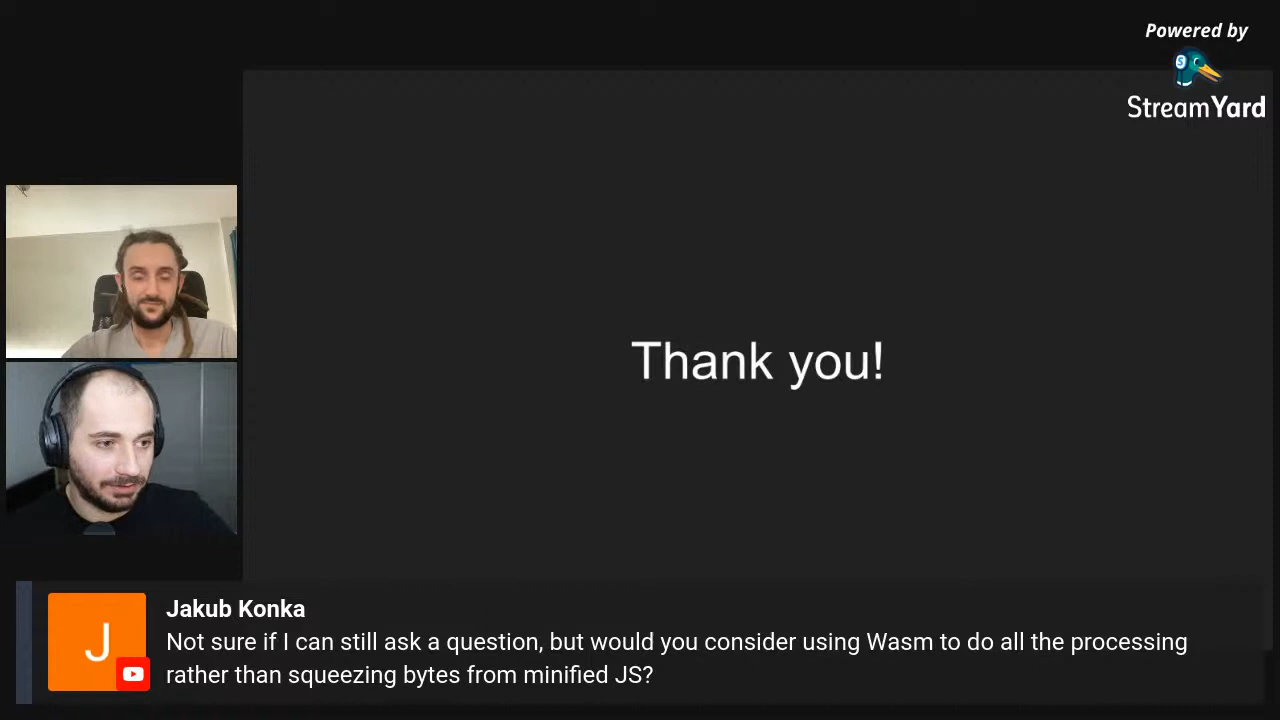 Powered by
StreamYard
Thank you!
J
Jakub Konka
Not sure if I can still ask a question, but would you consider using Wasm to do all the processing
rather than squeezing bytes from minified JS?